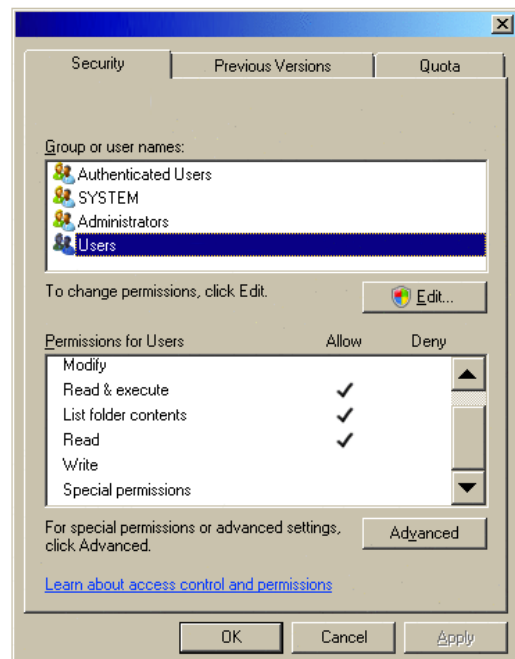 Security
Previous Versions
Quota
Group or user names:
Authenticated Users
SYSTEM
Administrators
Users
To change permissions, click Edit.
Edit...
Permissions for Users Allow Deny
Modify
Read & execute
List folder contents
Read
Write
Special permissions
For special permissions or advanced settings,
click Advanced.
Advanced
Learn about access control and permissions
OK
Cancel
Apply